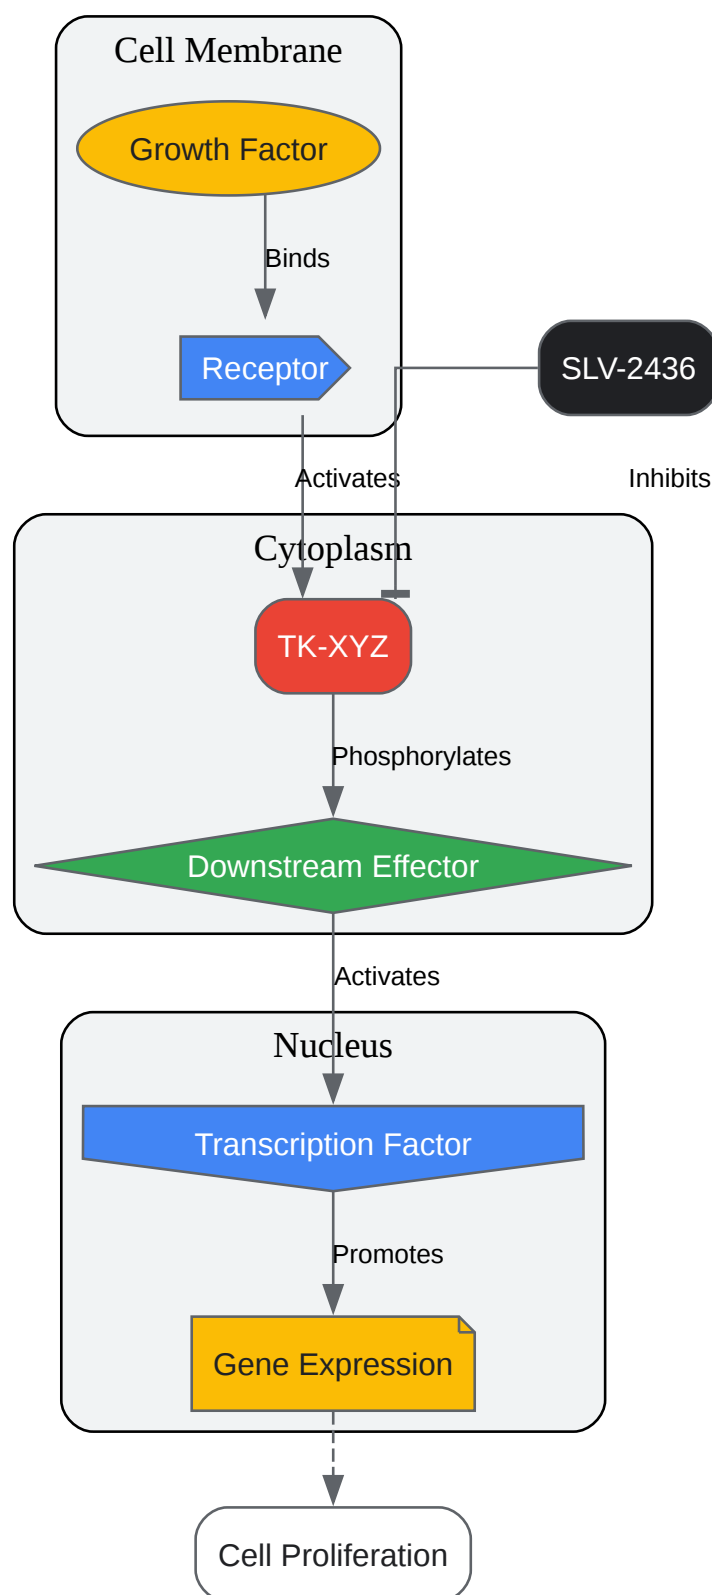 Cell Membrane
Growth Factor
Binds
Receptor
SLV-2436
Activates
Inhibits
Cytoplasm
TK-XYZ
Phosphorylates
Downstream Effector
Activates
Nucleus
Transcription Factor
Promotes
Gene Expression
Cell Proliferation